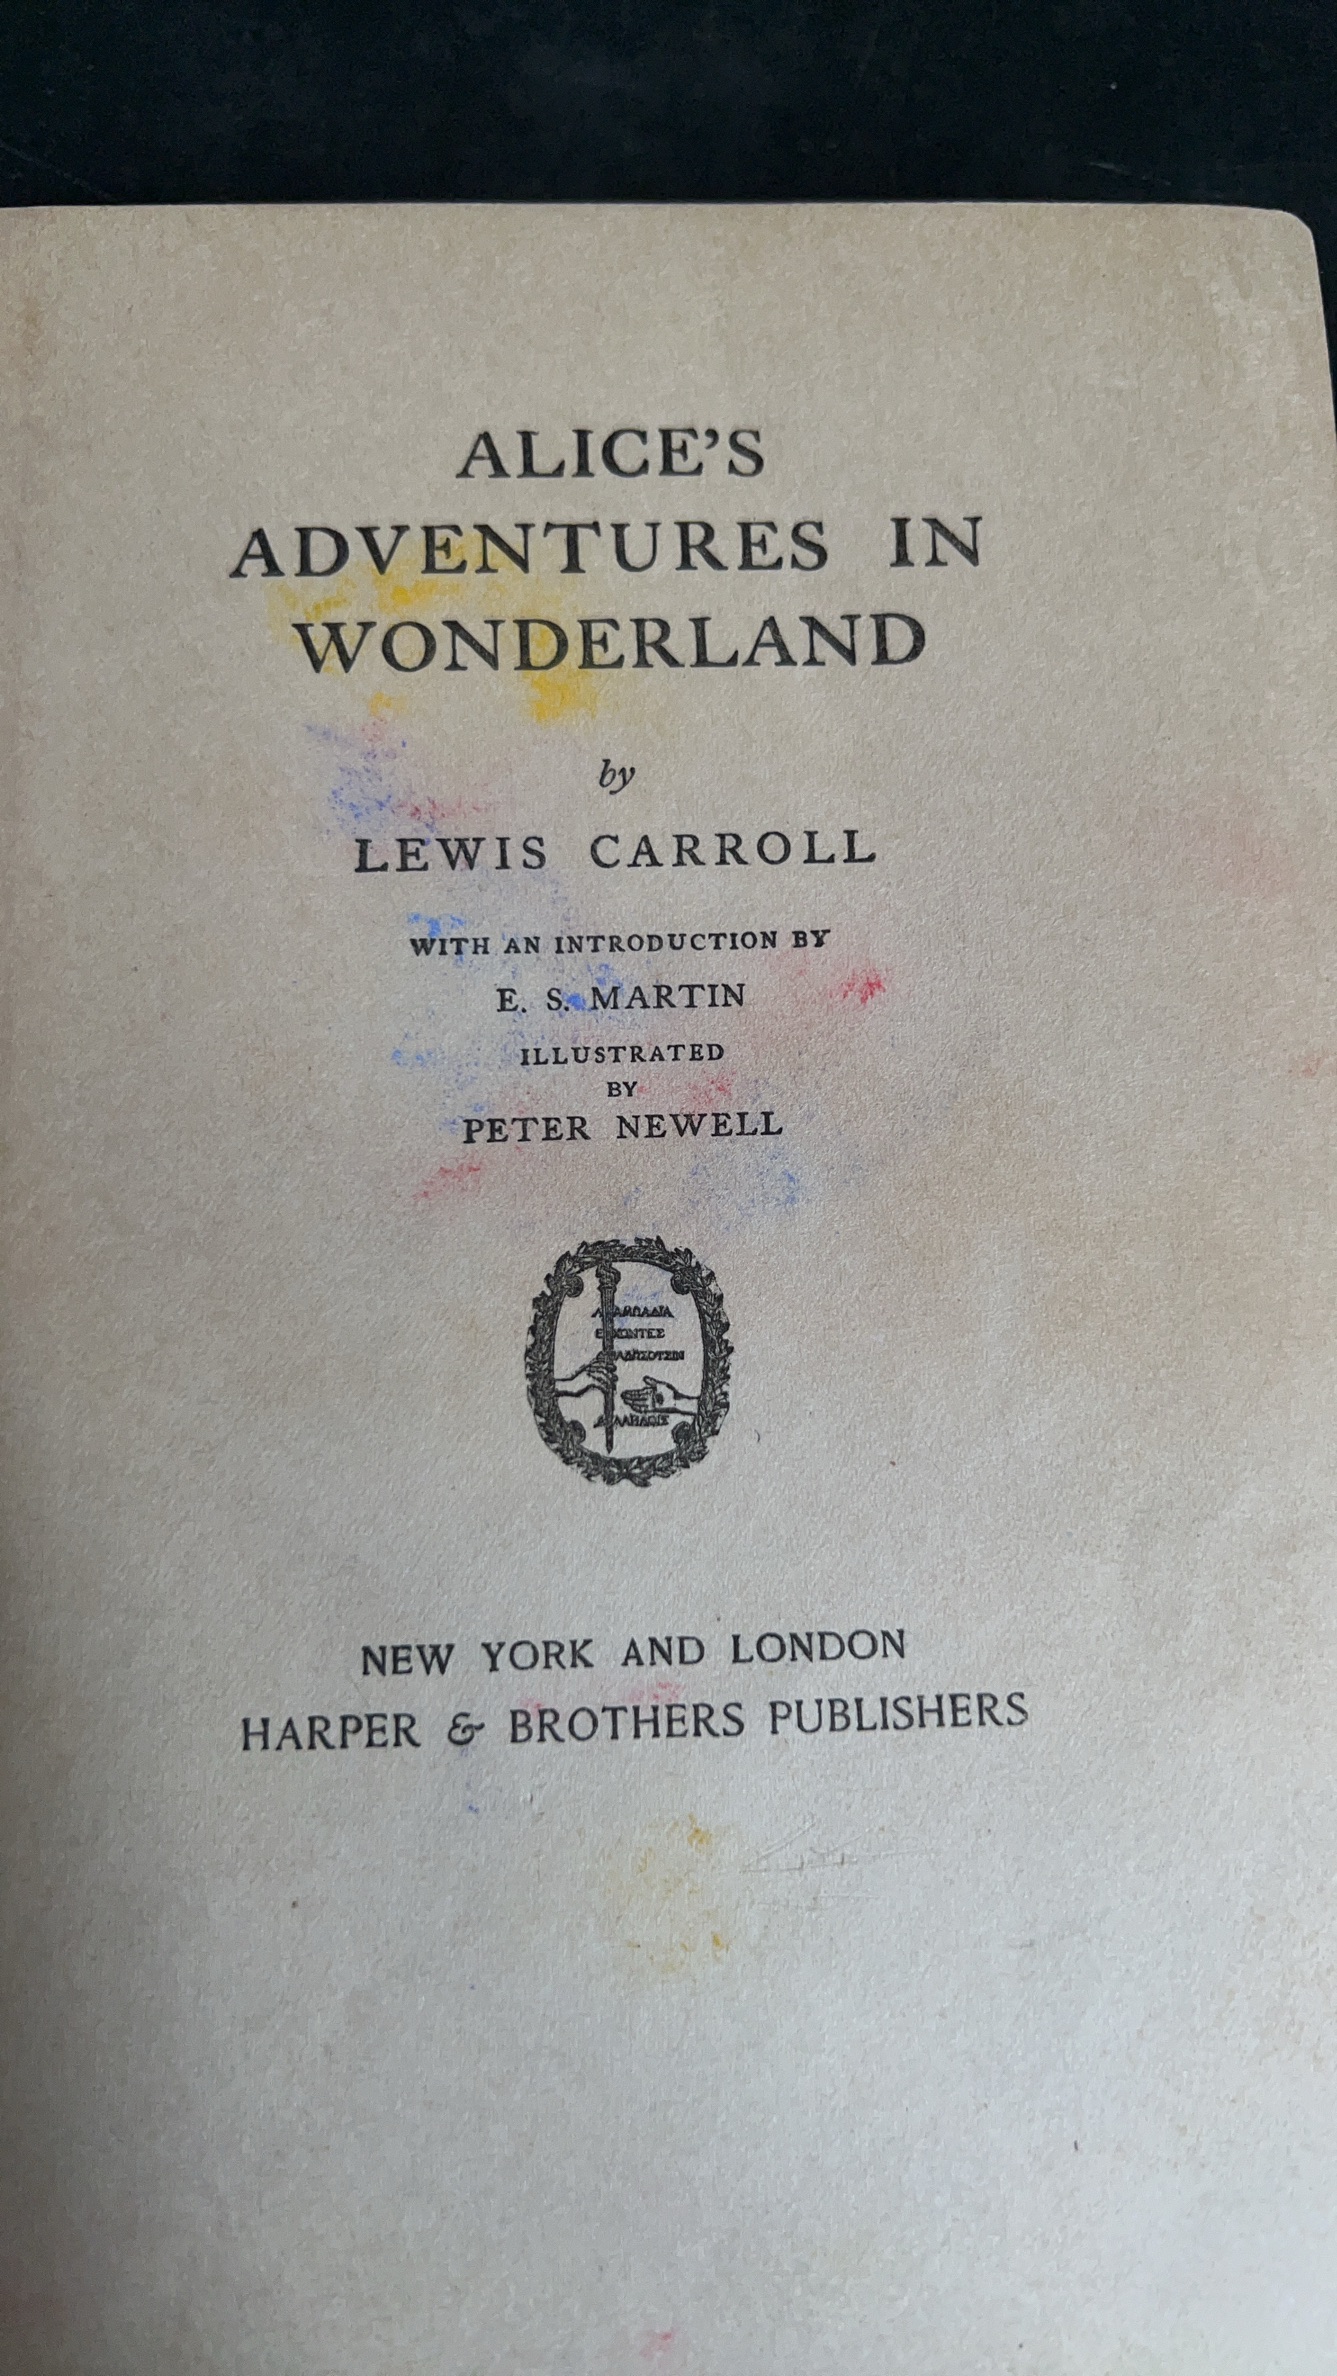 ALICE’S
ADVENTURES IN
WONDERLAND
by
LEWIS CARROLL
WITH AN INTRODUCTION BY
E. S. MARTIN
ILLUSTRATED
BY
PETER NEWELL
NEW YORK AND LONDON
HARPER & BROTHERS PUBLISHERS